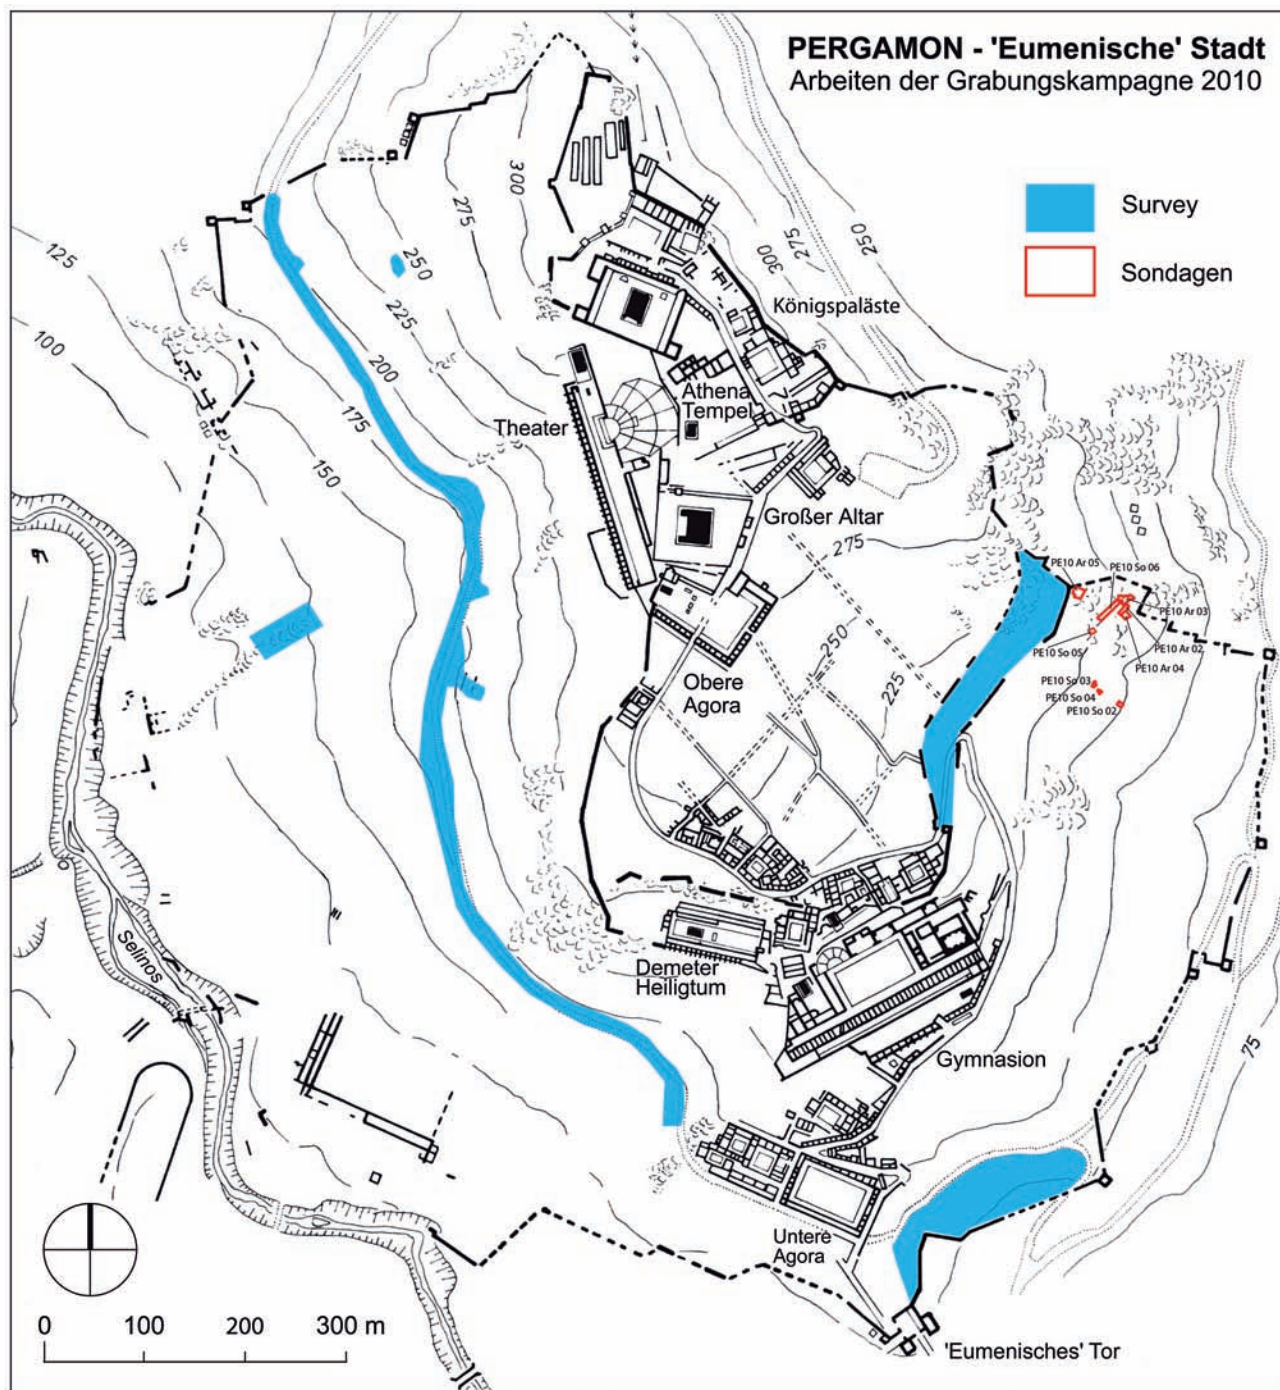 PERGAMON - 'Eumenische' Stadt
Arbeiten der Grabungskampagne 2010
Survey
Sondagen
300
275
250
225
200
175
150
125
100
300
275
250
Königspaläste
Athena
Tempel
Theater
Großer Altar
275
250
225
PE10 Ar 05
PE10 So 06
PE10 Ar 03
PE10 Ar 02
PE10 Ar 04
PE10 So 05
PE10 So 03
PE10 So 04
PE10 So 02
Obere
Agora
Selinos
Demeter
Heiligtum
Gymnasion
75
Untere
Agora
'Eumenisches' Tor
0 100 200 300 m